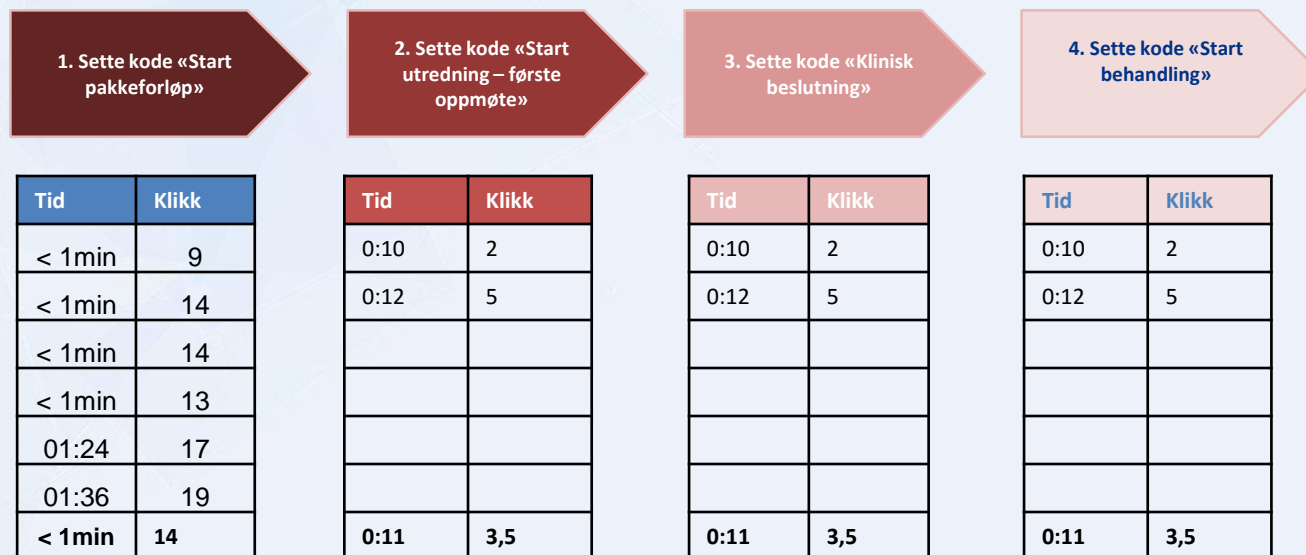 1. Sette kode «Start
pakkeforløp»
2. Sette kode «Start
utredning – første
oppmøte»
3. Sette kode «Klinisk
beslutning»
4. Sette kode «Start
behandling»
Tid Klikk
< 1min 9
< 1min 14
< 1min 14
< 1min 13
01:24 17
01:36 19
< 1min 14
Tid Klikk
0:10 2
0:12 5
0:11 3,5
Tid Klikk
0:10 2
0:12 5
0:11 3,5
Tid Klikk
0:10 2
0:12 5
0:11 3,5